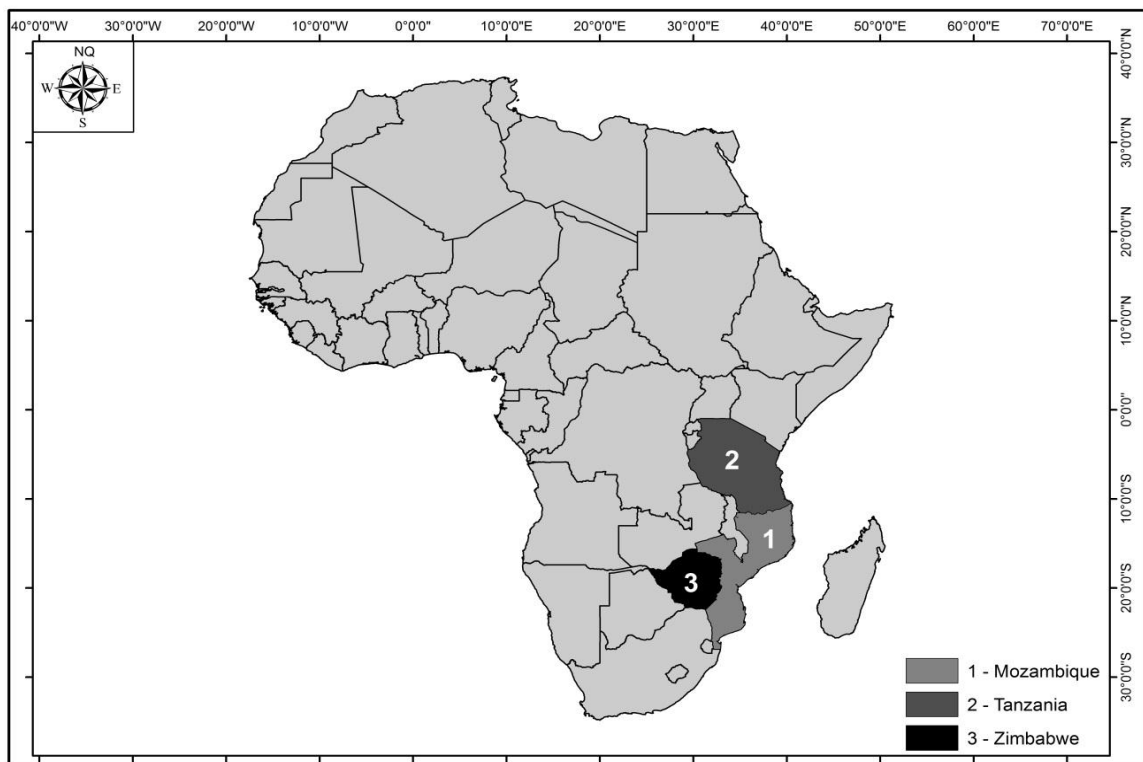 40°0'0"W 30°0'0"W 20°0'0"W 10°0'0"W 0°0'0" 10°0'0"E 20°0'0"E 30°0'0"E 40°0'0"E 50°0'0"E 60°0'0"E 70°0'0"E
NQ
W E
S
40°0'0"N
30°0'0"N
20°0'0"N
10°0'0"N
0°0'0"
10°0'0"S
20°0'0"S
30°0'0"S
2
1
3
1 - Mozambique
2 - Tanzania
3 - Zimbabwe